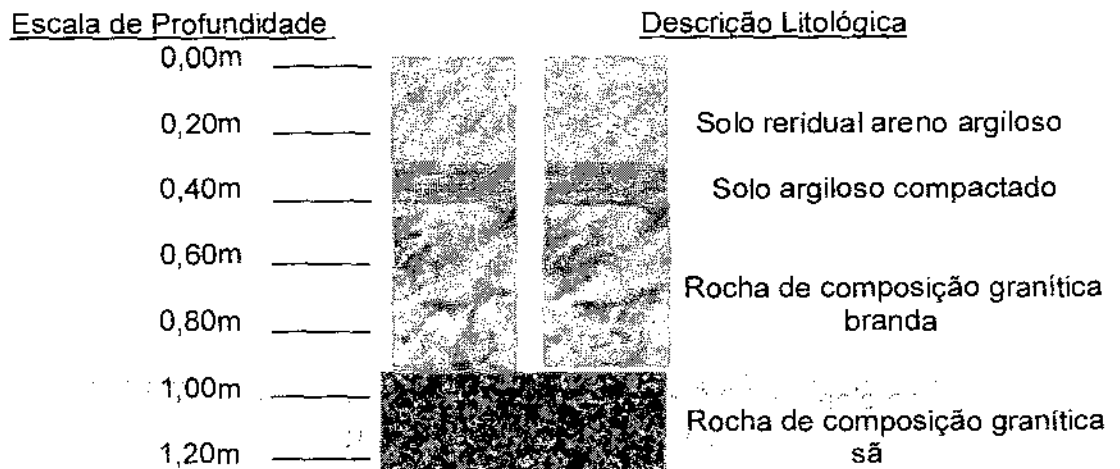 Escala de Profundidade
Descrição Litológica
0,00m
0,20m
Solo reridual areno argiloso
0,40m
Solo argiloso compactado
0,60m
Rocha de composição granítica
branda
0,80m
1,00m
Rocha de composição granítica
sã
1,20m